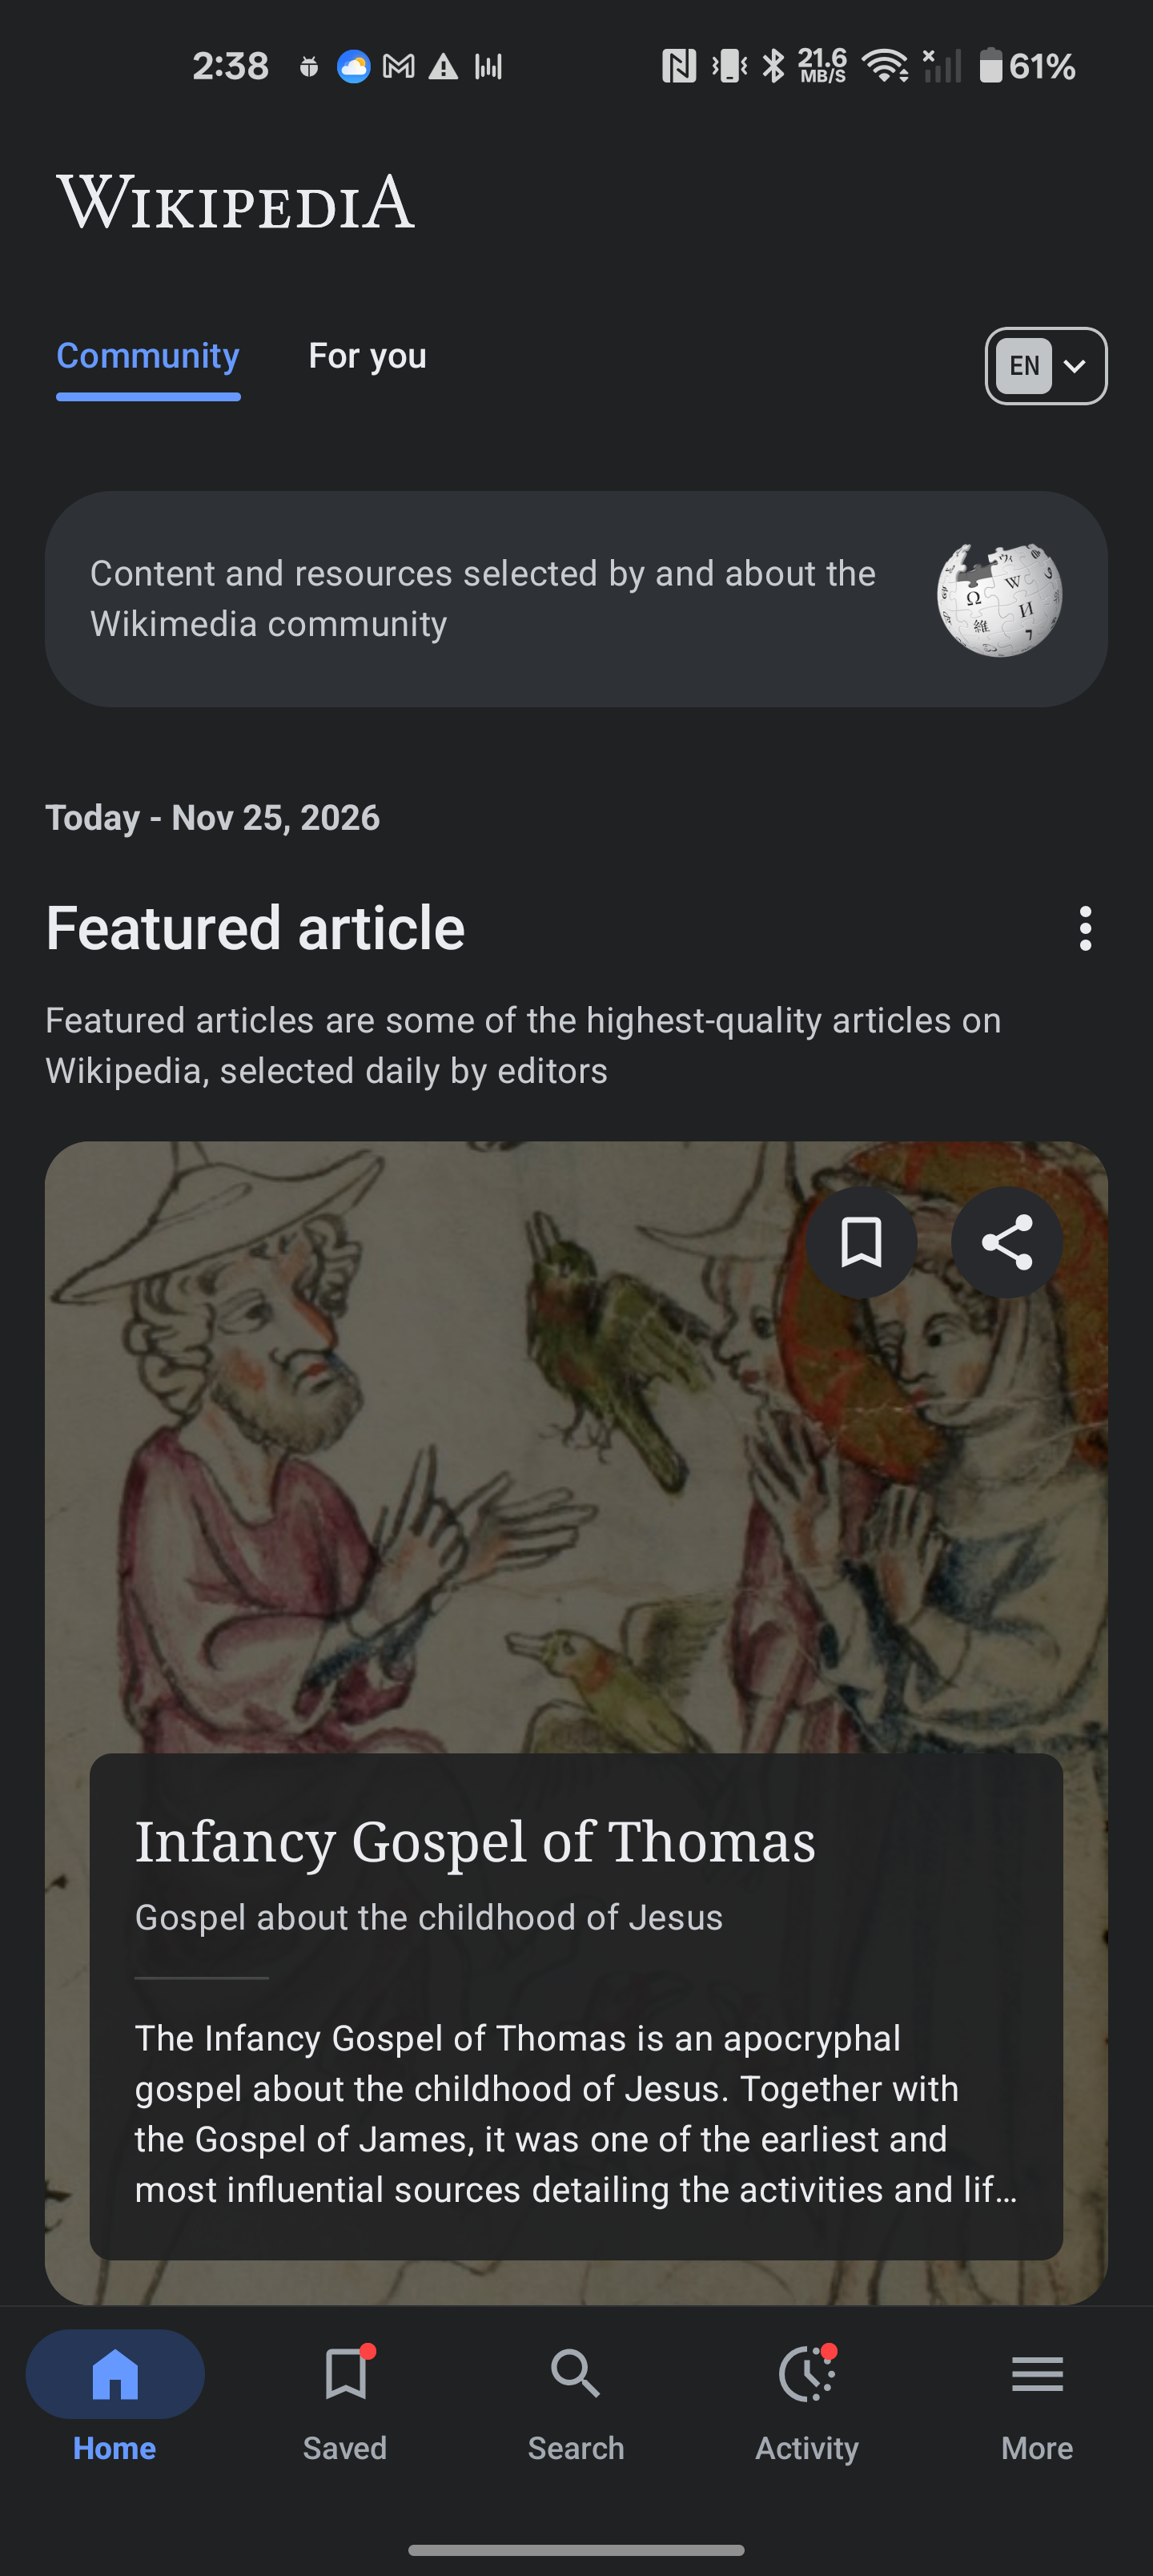 2:38
21.6
MB/S
61%
WIKIPEDIA
Community
For you
EN
Content and resources selected by and about the
Wikimedia community
Ω
W
И
維
Today - Nov 25, 2026
Featured article
Featured articles are some of the highest-quality articles on
Wikipedia, selected daily by editors
Infancy Gospel of Thomas
Gospel about the childhood of Jesus
The Infancy Gospel of Thomas is an apocryphal
gospel about the childhood of Jesus. Together with
the Gospel of James, it was one of the earliest and
most influential sources detailing the activities and lif…
Home
Saved
Search
Activity
More